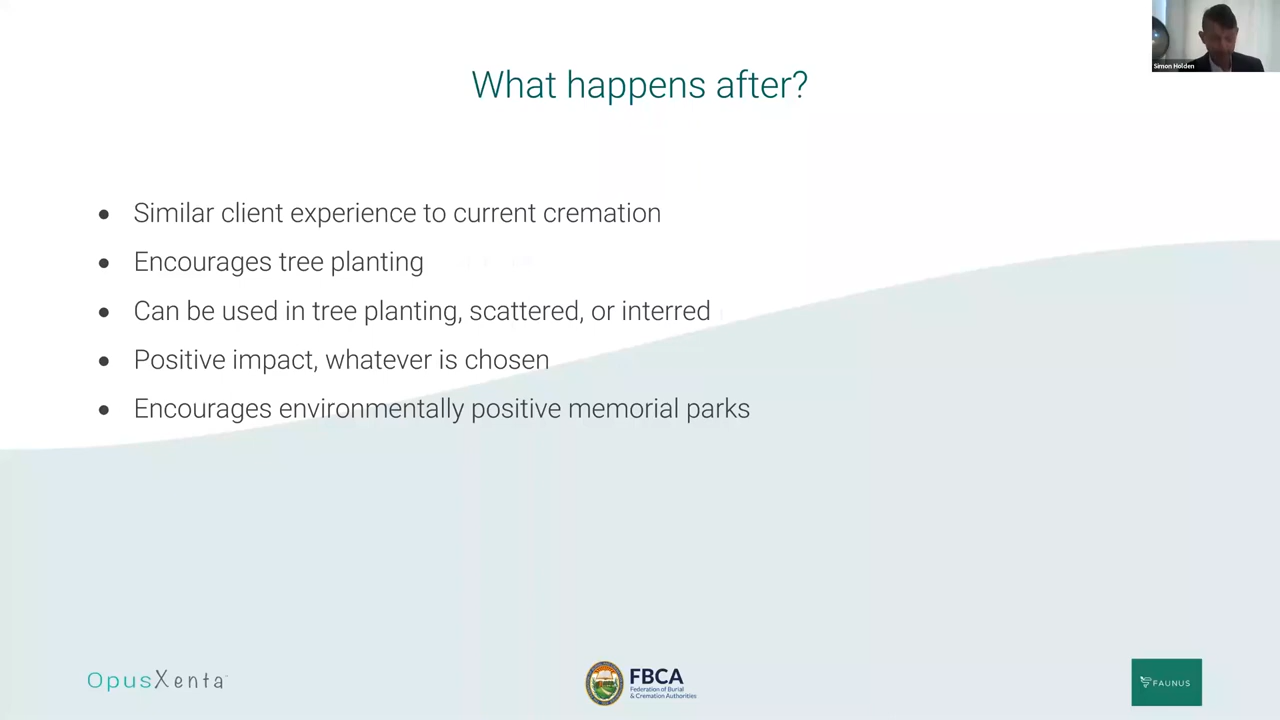 Simon Holden
What happens after?
Similar client experience to current cremation
Encourages tree planting
Can be used in tree planting, scattered, or interred
Positive impact, whatever is chosen
Encourages environmentally positive memorial parks
OpusXenta
FBCA
Federation of Burial
& Cremation Authorities
FAUNUS